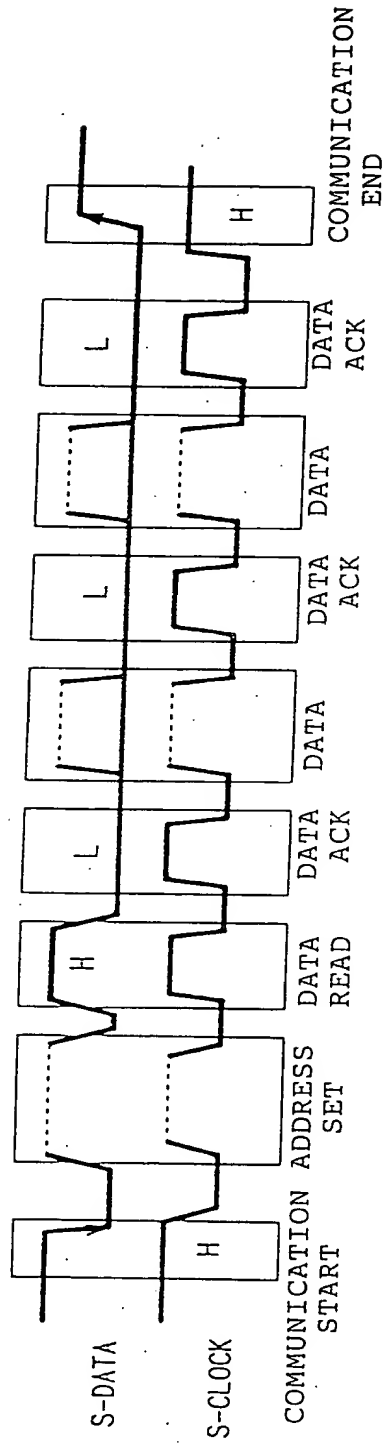 S-DATA
H
L
L
L
S-CLOCK
H
H
COMMUNICATION
START
ADDRESS
SET
DATA
READ
DATA
ACK
DATA
DATA
ACK
DATA
DATA
ACK
COMMUNICATION
END